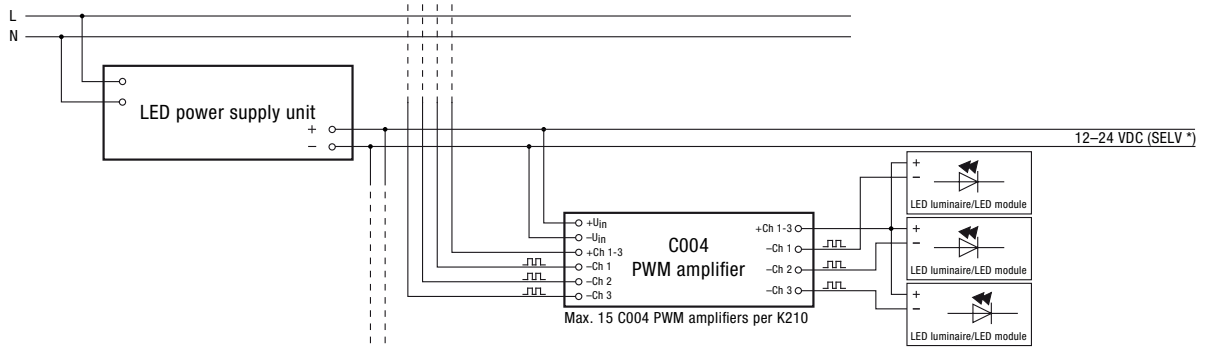 L
N
LED power supply unit
+
−
12–24 VDC (SELV *)
+Uin
−Uin
+Ch 1-3
−Ch 1
−Ch 2
−Ch 3
C004
PWM amplifier
+Ch 1-3
−Ch 1
−Ch 2
−Ch 3
Max. 15 C004 PWM amplifiers per K210
+
−
LED luminaire/LED module
+
−
LED luminaire/LED module
+
−
LED luminaire/LED module